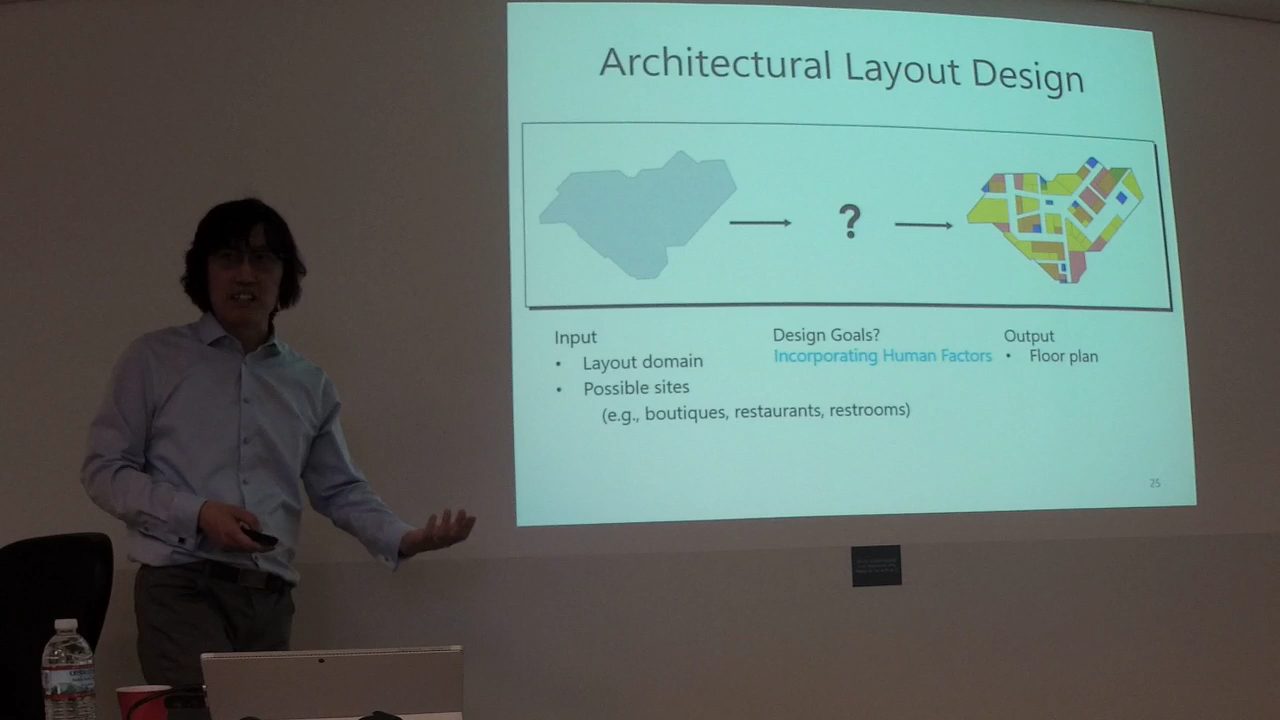 Architectural Layout Design
?
Input
• Layout domain
• Possible sites
(e.g., boutiques, restaurants, restrooms)
Design Goals?
Incorporating Human Factors
Output
• Floor plan
25